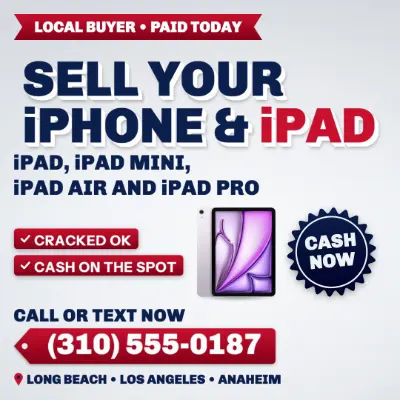 LOCAL BUYER • PAID TODAY
SELL YOUR
iPHONE & iPAD
iPAD, iPAD MINI,
iPAD AIR AND iPAD PRO
✓ CRACKED OK
✓ CASH ON THE SPOT
CASH
NOW
CALL OR TEXT NOW
(310) 555-0187
LONG BEACH • LOS ANGELES • ANAHEIM